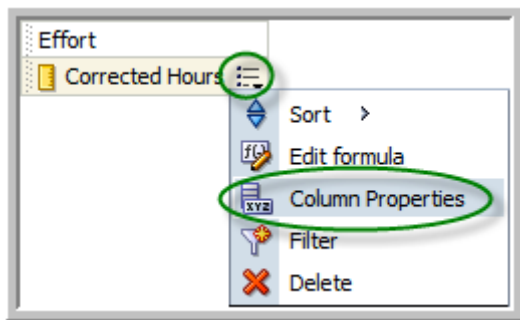 Effort
Corrected Hours
Sort >
Edit formula
Column Properties
Filter
Delete